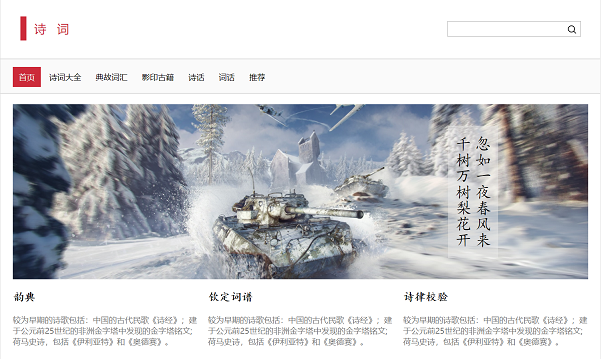 诗 词
首页 诗词大全 典故词汇 影印古籍 诗话 词话 推荐
忽如一夜春风来
千树万树梨花开
韵典
较为早期的诗歌包括：中国的古代民歌《诗经》；建
于公元前25世纪的非洲金字塔中发现的金字塔铭文;
荷马史诗，包括《伊利亚特》和《奥德赛》。
钦定词谱
较为早期的诗歌包括：中国的古代民歌《诗经》；建
于公元前25世纪的非洲金字塔中发现的金字塔铭文;
荷马史诗，包括《伊利亚特》和《奥德赛》。
诗律校验
较为早期的诗歌包括：中国的古代民歌《诗经》；建
于公元前25世纪的非洲金字塔中发现的金字塔铭文;
荷马史诗，包括《伊利亚特》和《奥德赛》。